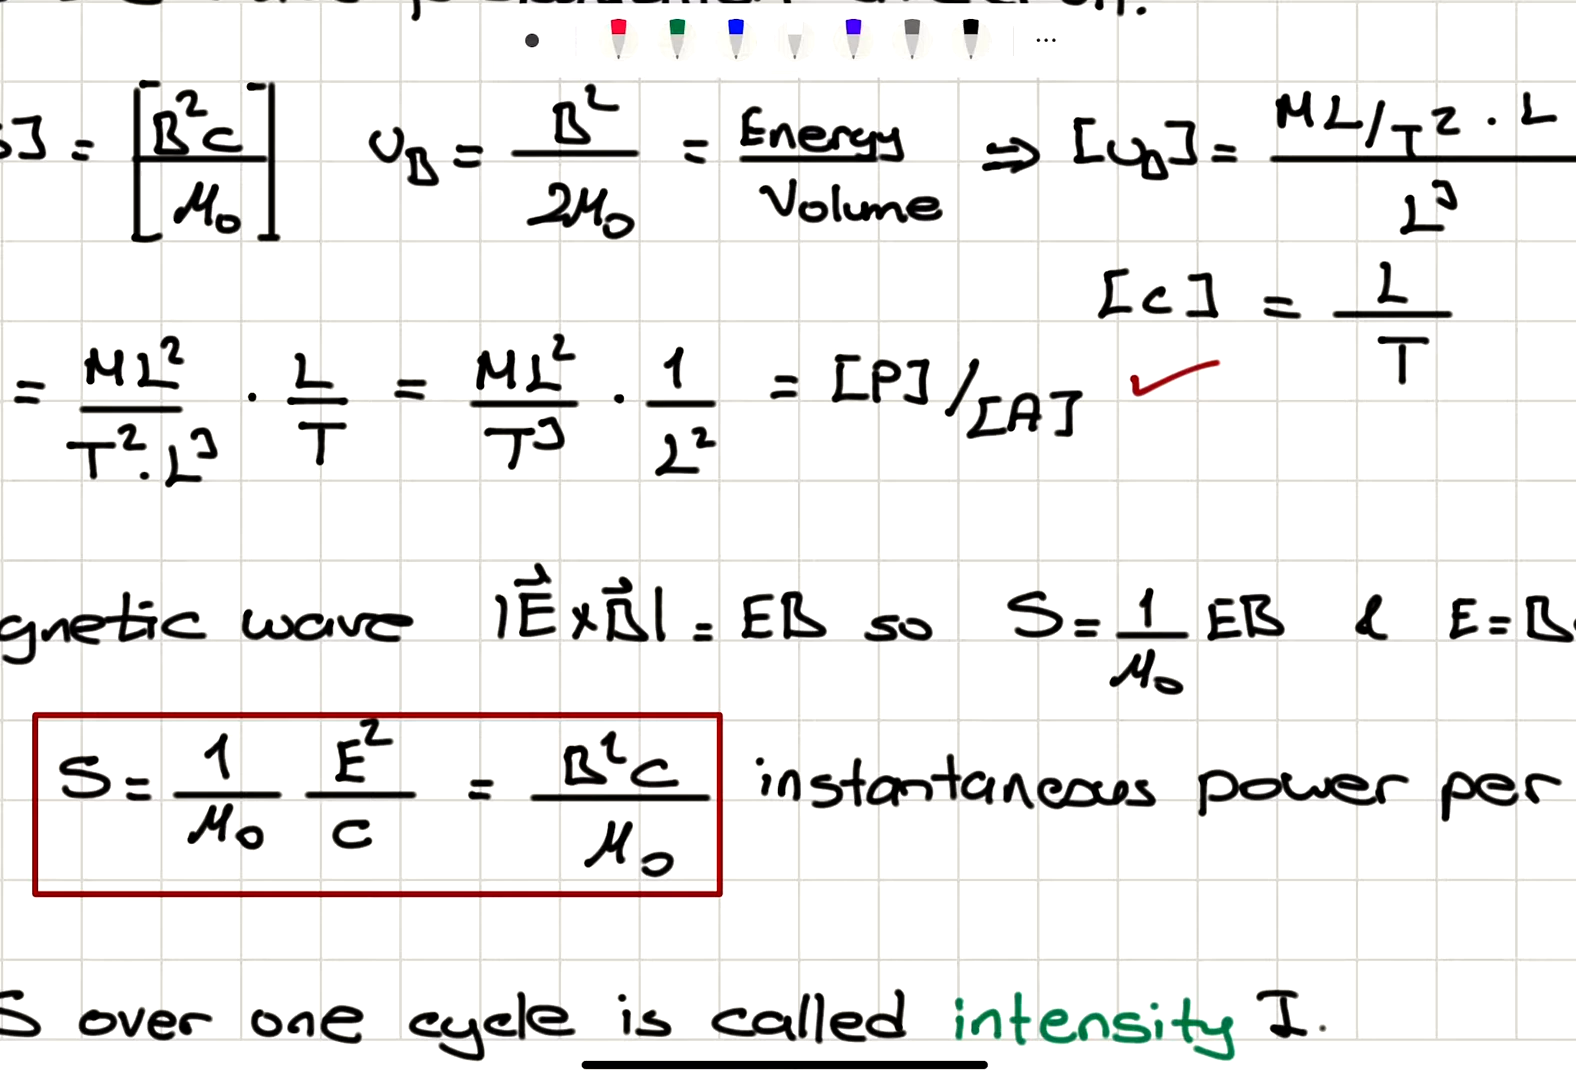 S] = [B²c / μ₀]   u_B = B² / 2μ₀ = Energy / Volume ⇒ [u_B] = ML/T² · L / L³
[c] = L / T
= ML² / T² · L³ · L / T = ML² / T³ · 1 / L² = [P] / [A] ✓
gnetic wave |E⃗ × B⃗| = EB so S = 1/μ₀ EB & E = B
S = 1/μ₀ E²/c = B²c / μ₀ instantaneous power per
S over one cycle is called intensity I.